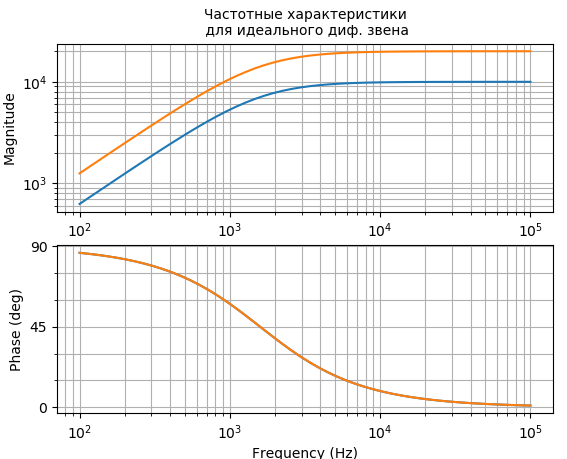 Частотные характеристики
для идеального диф. звена
Magnitude
10⁴
10³
10² 10³ 10⁴ 10⁵
Phase (deg)
90
45
0
10² 10³ 10⁴ 10⁵
Frequency (Hz)